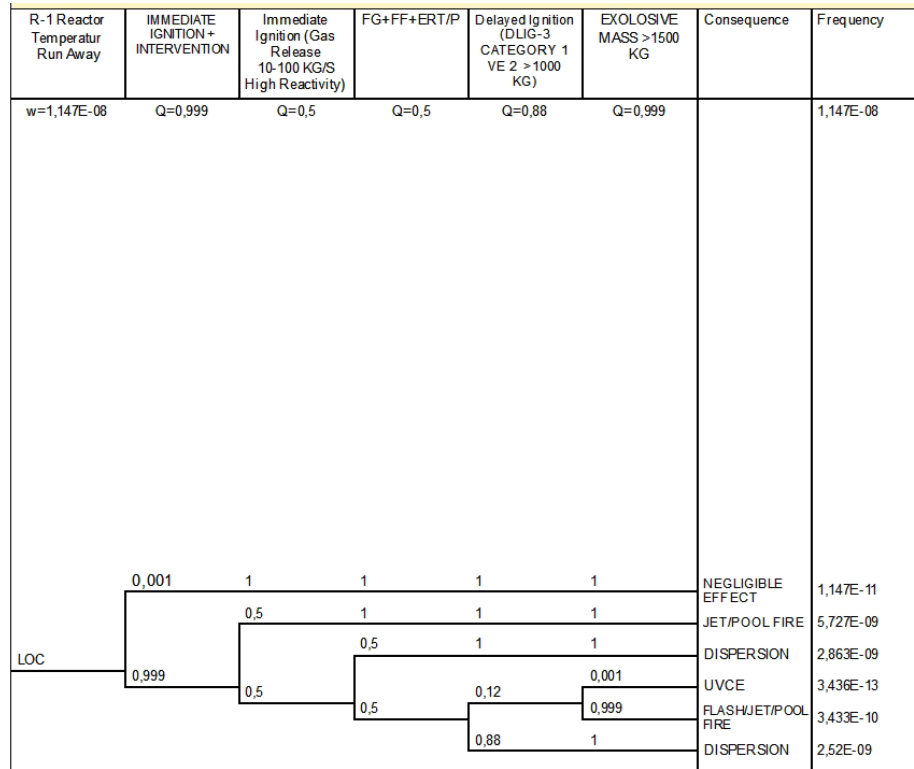 R-1 Reactor
Temperatur
Run Away
IMMEDIATE
IGNITION +
INTERVENTION
Immediate
Ignition (Gas
Release
10-100 KG/S
High Reactivity)
FG+FF+ERT/P
Delayed Ignition
(DLIG-3
CATEGORY 1
VE 2 >1000
KG)
EXOLOSIVE
MASS >1500
KG
Consequence
Frequency
w=1,147E-08
Q=0,999
Q=0,5
Q=0,5
Q=0,88
Q=0,999
1,147E-08
0,001
1
1
1
1
NEGLIGIBLE
EFFECT
1,147E-11
0,5
1
1
1
JET/POOL FIRE
5,727E-09
0,5
1
1
DISPERSION
2,863E-09
LOC
0,999
0,5
0,5
0,12
0,001
UVCE
3,436E-13
0,999
FLASH/JET/POOL
FIRE
3,433E-10
0,88
1
DISPERSION
2,52E-09